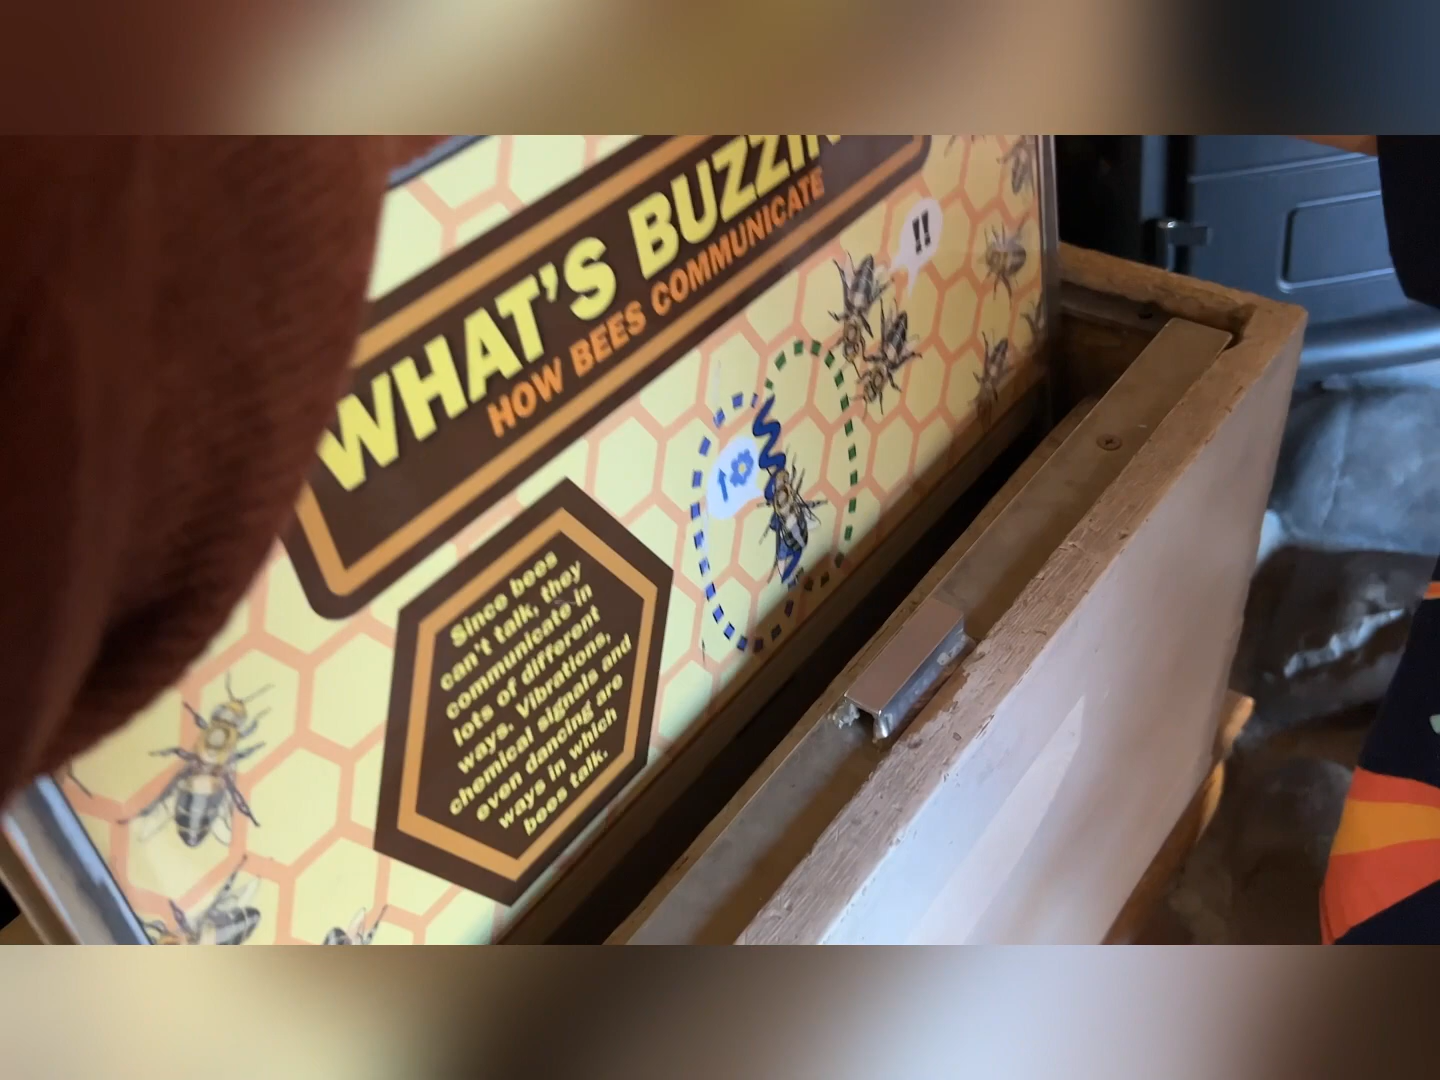 WHAT'S BUZZIN
HOW BEES COMMUNICATE
!!
Since bees
can't talk, they
communicate in
lots of different
ways. Vibrations,
chemical signals and
even dancing are
ways in which
bees talk.